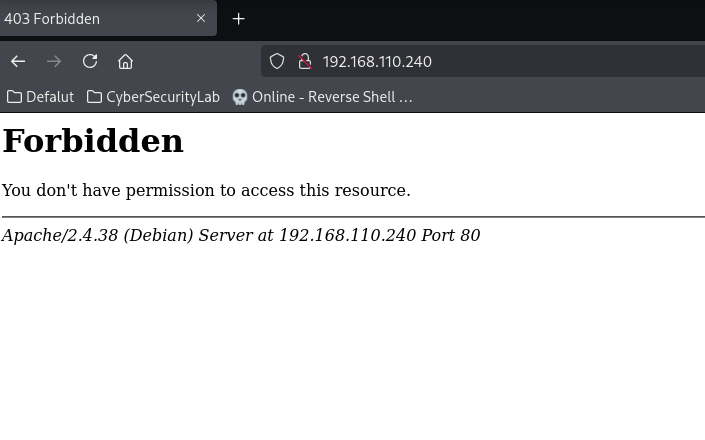 403 Forbidden
192.168.110.240
Defalut CyberSecurityLab Online - Reverse Shell ...
Forbidden
You don't have permission to access this resource.
Apache/2.4.38 (Debian) Server at 192.168.110.240 Port 80